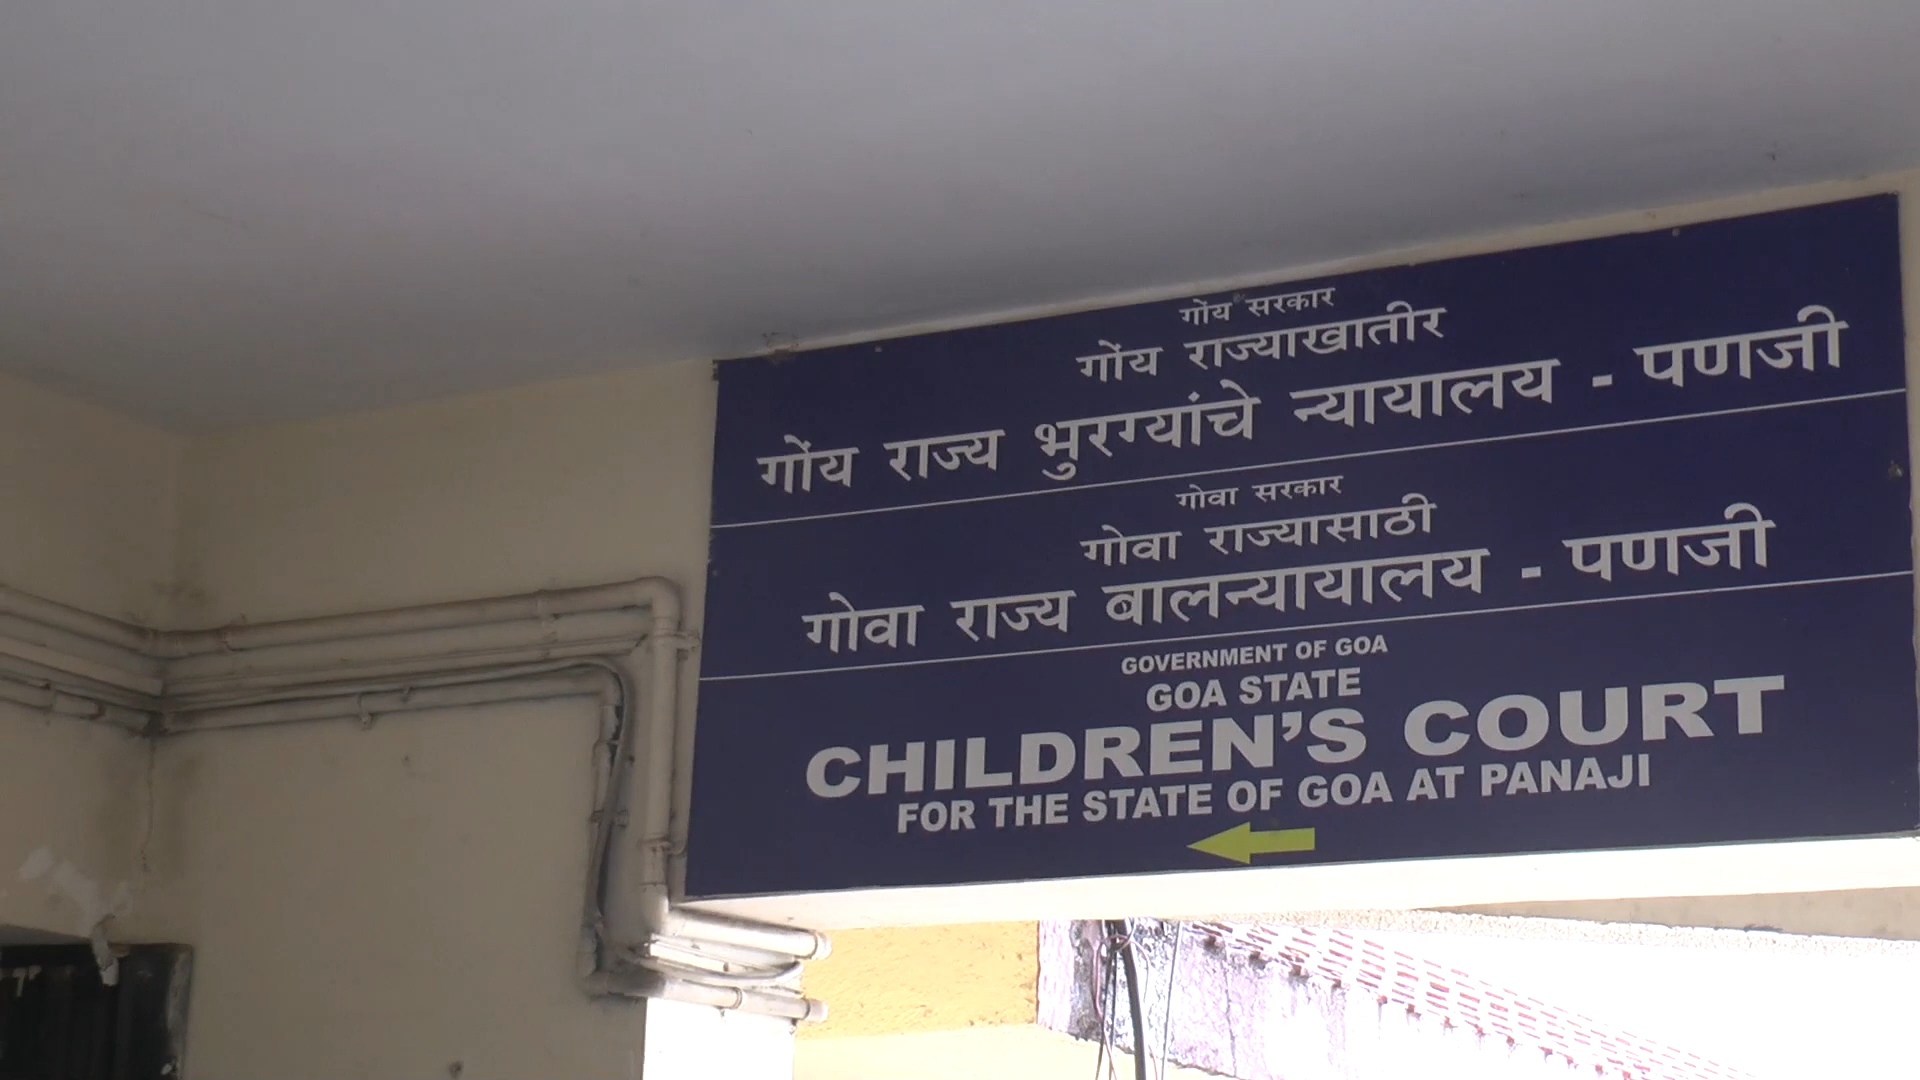 गोंय सरकार
गोंय राज्याखातीर
गोंय राज्य भुरग्यांचे न्यायालय - पणजी
गोवा सरकार
गोवा राज्यासाठी
गोवा राज्य बालन्यायालय - पणजी
GOVERNMENT OF GOA
GOA STATE
CHILDREN'S COURT
FOR THE STATE OF GOA AT PANAJI